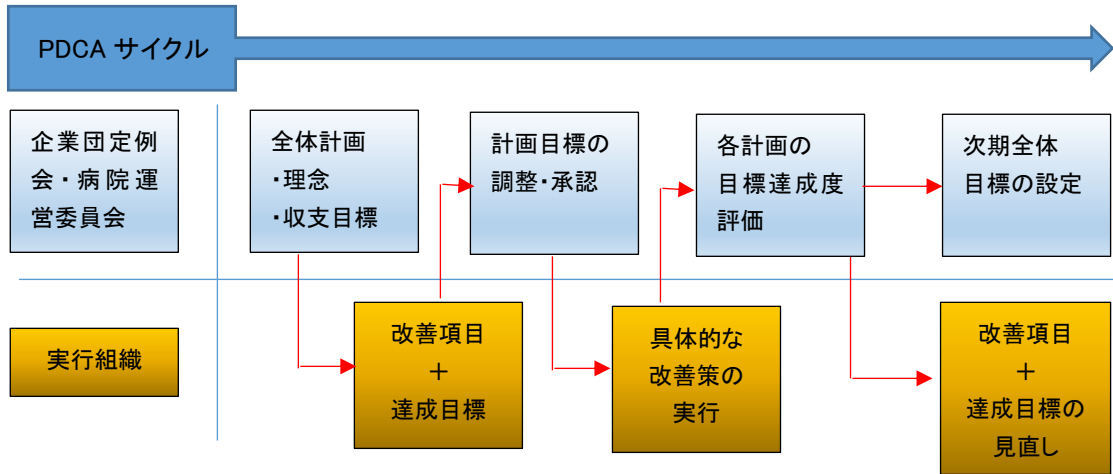 PDCA サイクル
企業団定例
会・病院運
営委員会
全体計画
・理念
・収支目標
計画目標の
調整・承認
各計画の
目標達成度
評価
次期全体
目標の設定
実行組織
改善項目
＋
達成目標
具体的な
改善策の
実行
改善項目
＋
達成目標の
見直し